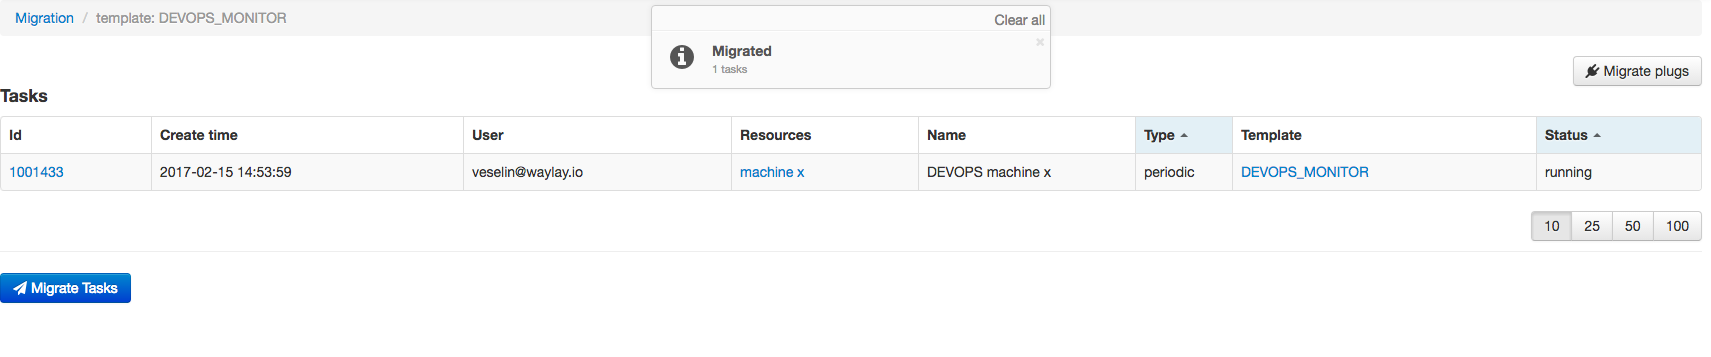 Migration / template: DEVOPS_MONITOR
Clear all
Migrated
1 tasks
Migrate plugs
Tasks
Id Create time User Resources Name Type Template Status
1001433 2017-02-15 14:53:59 veselin@waylay.io machine x DEVOPS machine x periodic DEVOPS_MONITOR running
10 25 50 100
Migrate Tasks